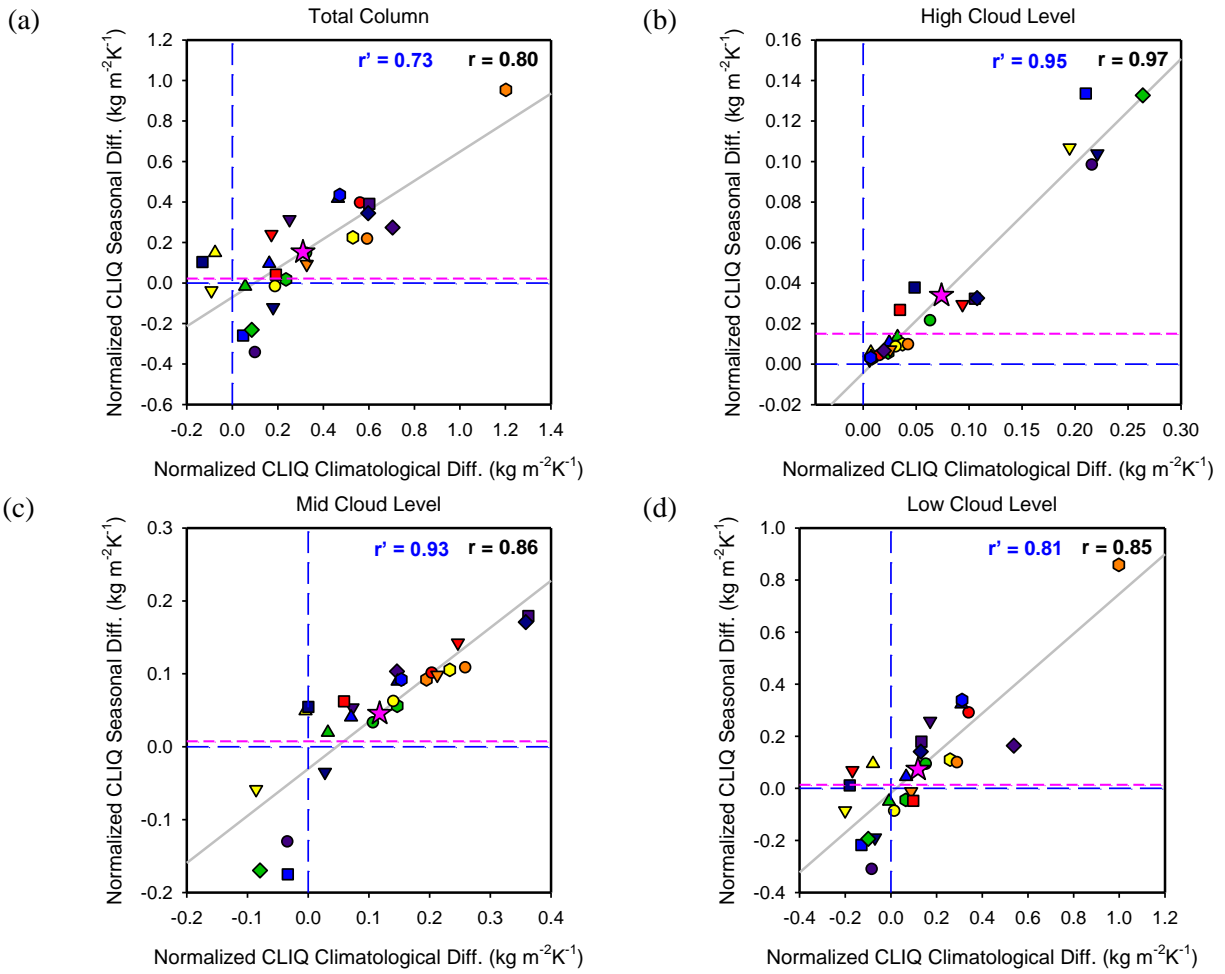 (a)
Total Column
r' = 0.73 r = 0.80
1.2
1.0
0.8
0.6
0.4
0.2
0.0
-0.2
-0.4
-0.6
-0.2 0.0 0.2 0.4 0.6 0.8 1.0 1.2 1.4
Normalized CLIQ Seasonal Diff. (kg m⁻²K⁻¹)
Normalized CLIQ Climatological Diff. (kg m⁻²K⁻¹)
(b)
High Cloud Level
r' = 0.95 r = 0.97
0.16
0.14
0.12
0.10
0.08
0.06
0.04
0.02
0.00
-0.02
0.00 0.05 0.10 0.15 0.20 0.25 0.30
Normalized CLIQ Seasonal Diff. (kg m⁻²K⁻¹)
Normalized CLIQ Climatological Diff. (kg m⁻²K⁻¹)
(c)
Mid Cloud Level
r' = 0.93 r = 0.86
0.3
0.2
0.1
0.0
-0.1
-0.2
-0.2 -0.1 0.0 0.1 0.2 0.3 0.4
Normalized CLIQ Seasonal Diff. (kg m⁻²K⁻¹)
Normalized CLIQ Climatological Diff. (kg m⁻²K⁻¹)
(d)
Low Cloud Level
r' = 0.81 r = 0.85
1.0
0.8
0.6
0.4
0.2
0.0
-0.2
-0.4
-0.4 -0.2 0.0 0.2 0.4 0.6 0.8 1.0 1.2
Normalized CLIQ Seasonal Diff. (kg m⁻²K⁻¹)
Normalized CLIQ Climatological Diff. (kg m⁻²K⁻¹)